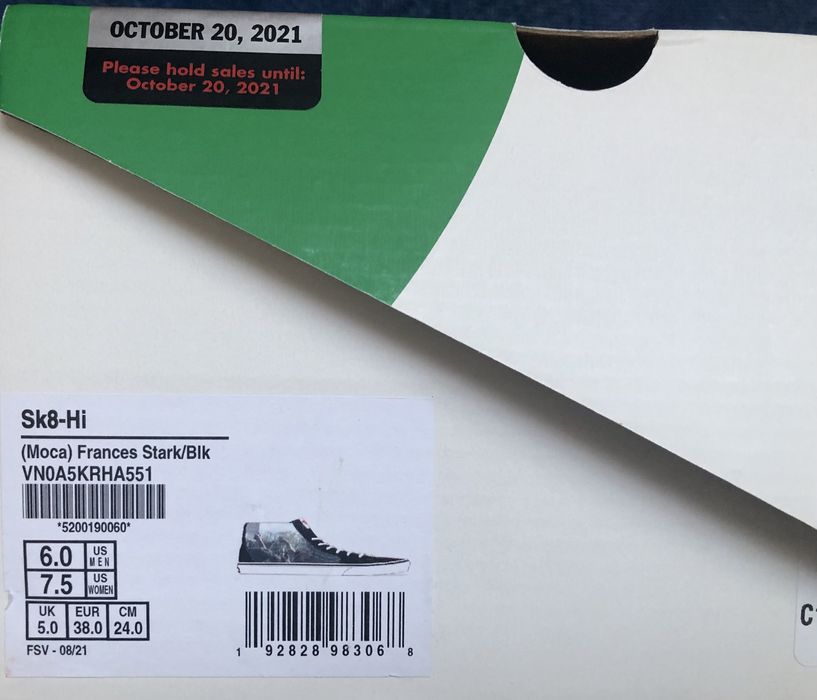 OCTOBER 20, 2021
Please hold sales until:
October 20, 2021
Sk8-Hi
(Moca) Frances Stark/Blk
VN0A5KRHA551
*5200190060*
6.0 US MEN
7.5 US WOMEN
UK EUR CM
5.0 38.0 24.0
FSV - 08/21
1 92828 98306 8